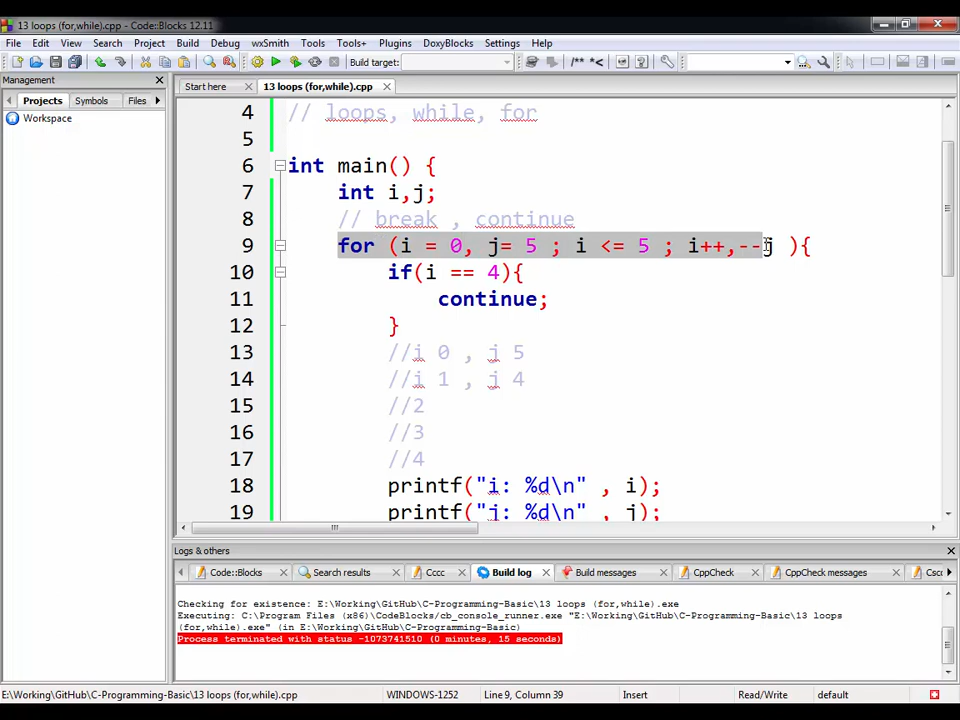 13 loops (for,while).cpp - Code::Blocks 12.11
File Edit View Search Project Build Debug wxSmith Tools Tools+ Plugins DoxyBlocks Settings Help
Build target:
/** *<
Management
Projects Symbols Files
Workspace
Start here 13 loops (for,while).cpp
4 // loops, while, for
5
6 int main() {
7 int i,j;
8 // break , continue
9 for (i = 0, j= 5 ; i <= 5 ; i++,--j ){
10 if(i == 4){
11 continue;
12 }
13 //i 0 , j 5
14 //i 1 , j 4
15 //2
16 //3
17 //4
18 printf("i: %d\n" , i);
19 printf("j: %d\n" , j);
Logs & others
Code::Blocks Search results Cccc Build log Build messages CppCheck CppCheck messages Cscc
Checking for existence: E:\Working\GitHub\C-Programming-Basic\13 loops (for,while).exe
Executing: C:\Program Files (x86)\CodeBlocks/cb_console_runner.exe "E:\Working\GitHub\C-Programming-Basic\13 loops
(for,while).exe" (in E:\Working\GitHub\C-Programming-Basic)
Process terminated with status -1073741510 (0 minutes, 15 seconds)
E:\Working\GitHub\C-Programming-Basic\13 loops (for,while).cpp WINDOWS-1252 Line 9, Column 39 Insert Read/Write default